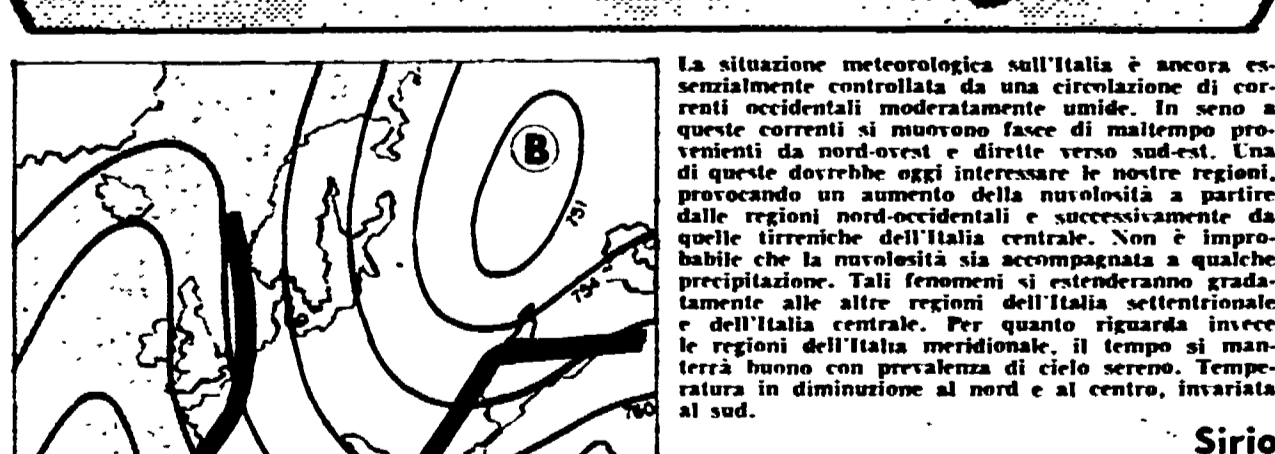 B
751
754
760
La situazione meteorologica sull'Italia è ancora es-
senzialmente controllata da una circolazione di cor-
renti occidentali moderatamente umide. In seno a
queste correnti si muovono fasce di maltempo pro-
venienti da nord-ovest e dirette verso sud-est. Una
di queste dovrebbe oggi interessare le nostre regioni,
provocando un aumento della nuvolosità a partire
dalle regioni nord-occidentali e successivamente da
quelle tirreniche dell'Italia centrale. Non è impro-
babile che la nuvolosità sia accompagnata a qualche
precipitazione. Tali fenomeni si estenderanno grada-
tamente alle altre regioni dell'Italia settentrionale
e dell'Italia centrale. Per quanto riguarda invece
le regioni dell'Italia meridionale, il tempo si man-
terrà buono con prevalenza di cielo sereno. Tempe-
ratura in diminuzione al nord e al centro, invariata
al sud.
Sirio